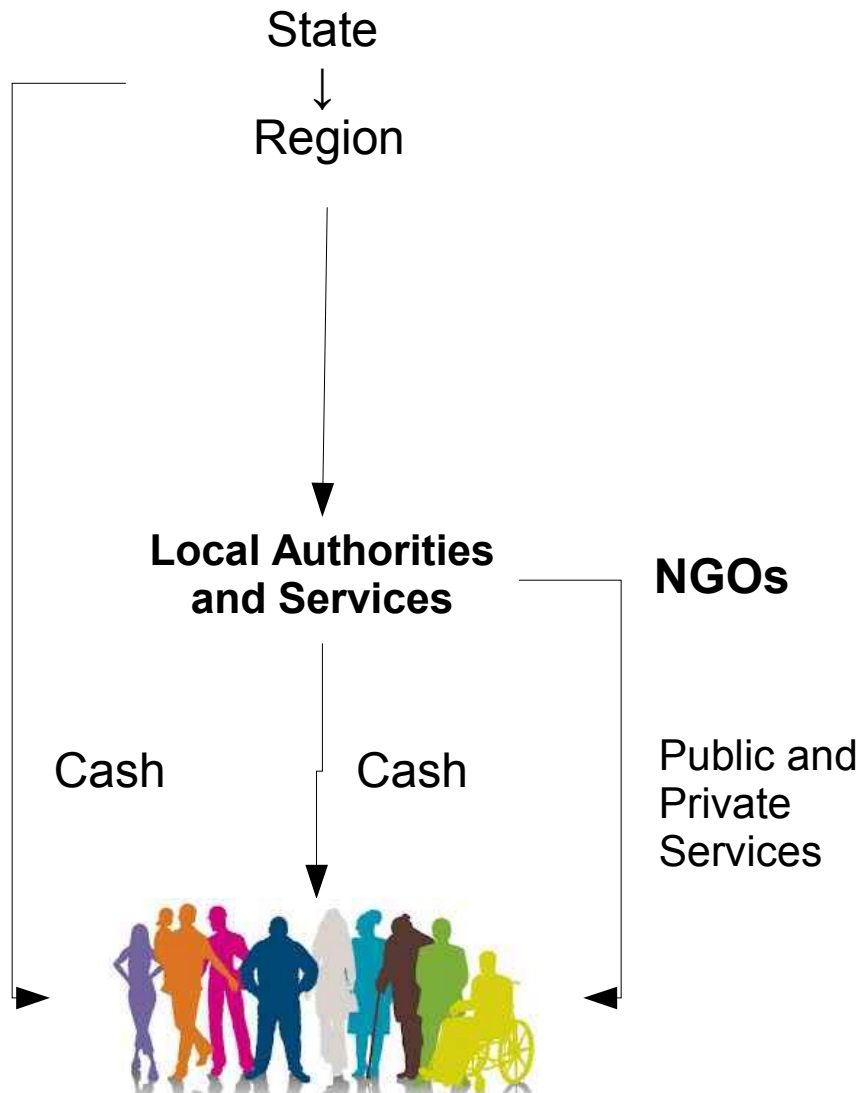 State
↓
Region
Local Authorities
and Services
NGOs
Cash
Cash
Public and
Private
Services